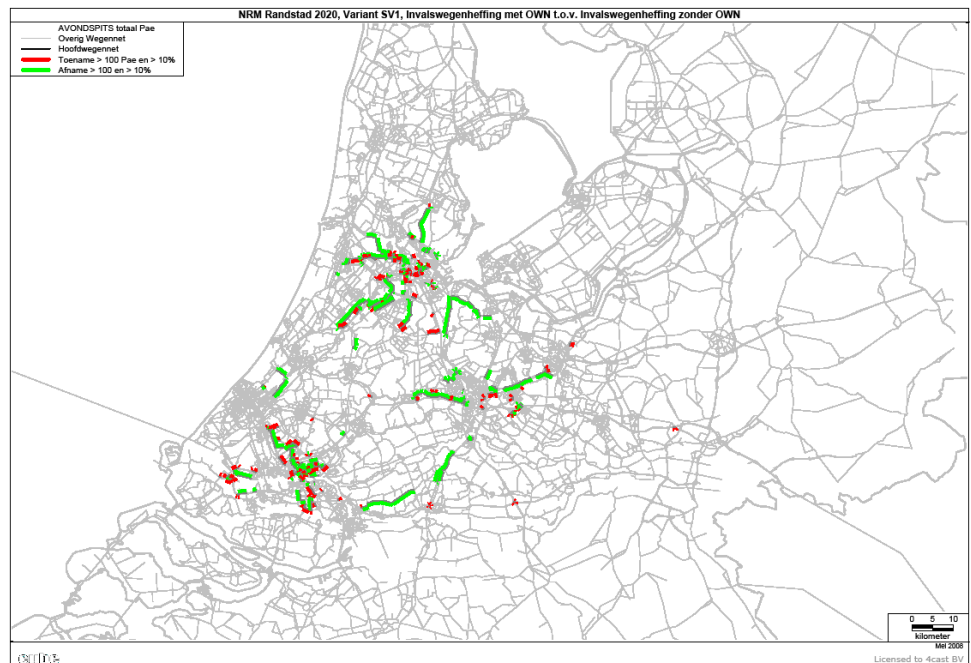 NRM Randstad 2020, Variant SV1, Invalswegenheffing met OWN t.o.v. Invalswegenheffing zonder OWN
AVONDSPITS totaal Pae
Overig Wegennet
Hoofdwegennet
Toename > 100 Pae en > 10%
Afname > 100 en > 10%
0 5 10
kilometer
Mei 2008
Licensed to 4cast BV